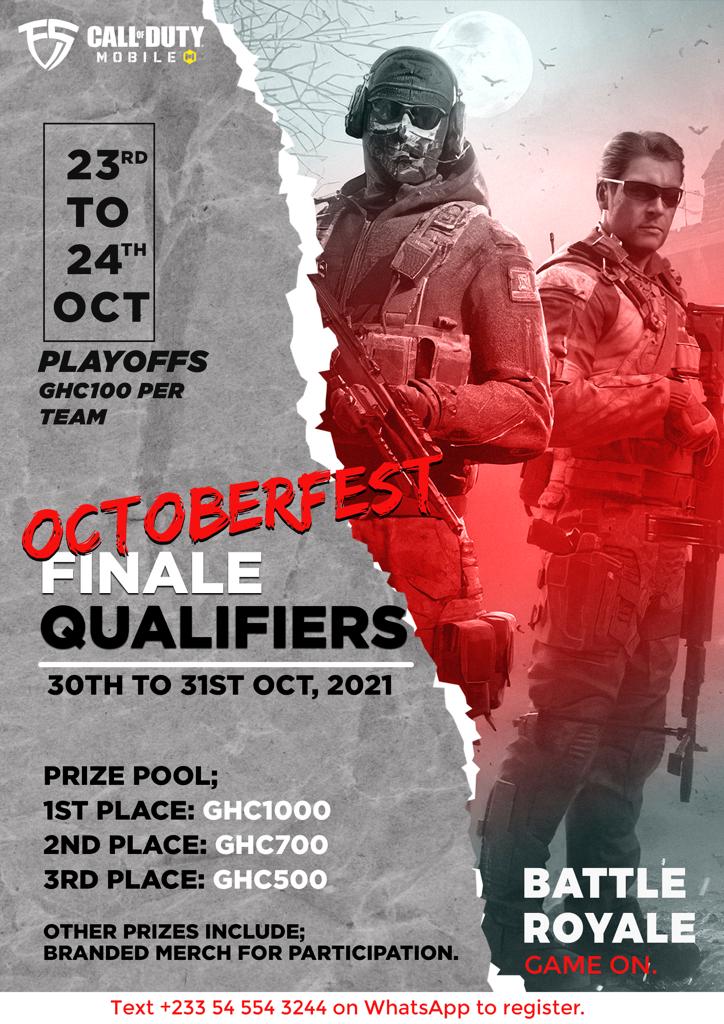 FS
CALL OF DUTY
MOBILE
23RD
TO
24TH
OCT
PLAYOFFS
GHC100 PER
TEAM
OCTOBERFEST
FINALE
QUALIFIERS
30TH TO 31ST OCT, 2021
PRIZE POOL;
1ST PLACE: GHC1000
2ND PLACE: GHC700
3RD PLACE: GHC500
OTHER PRIZES INCLUDE;
BRANDED MERCH FOR PARTICIPATION.
BATTLE
ROYALE
GAME ON.
Text +233 54 554 3244 on WhatsApp to register.